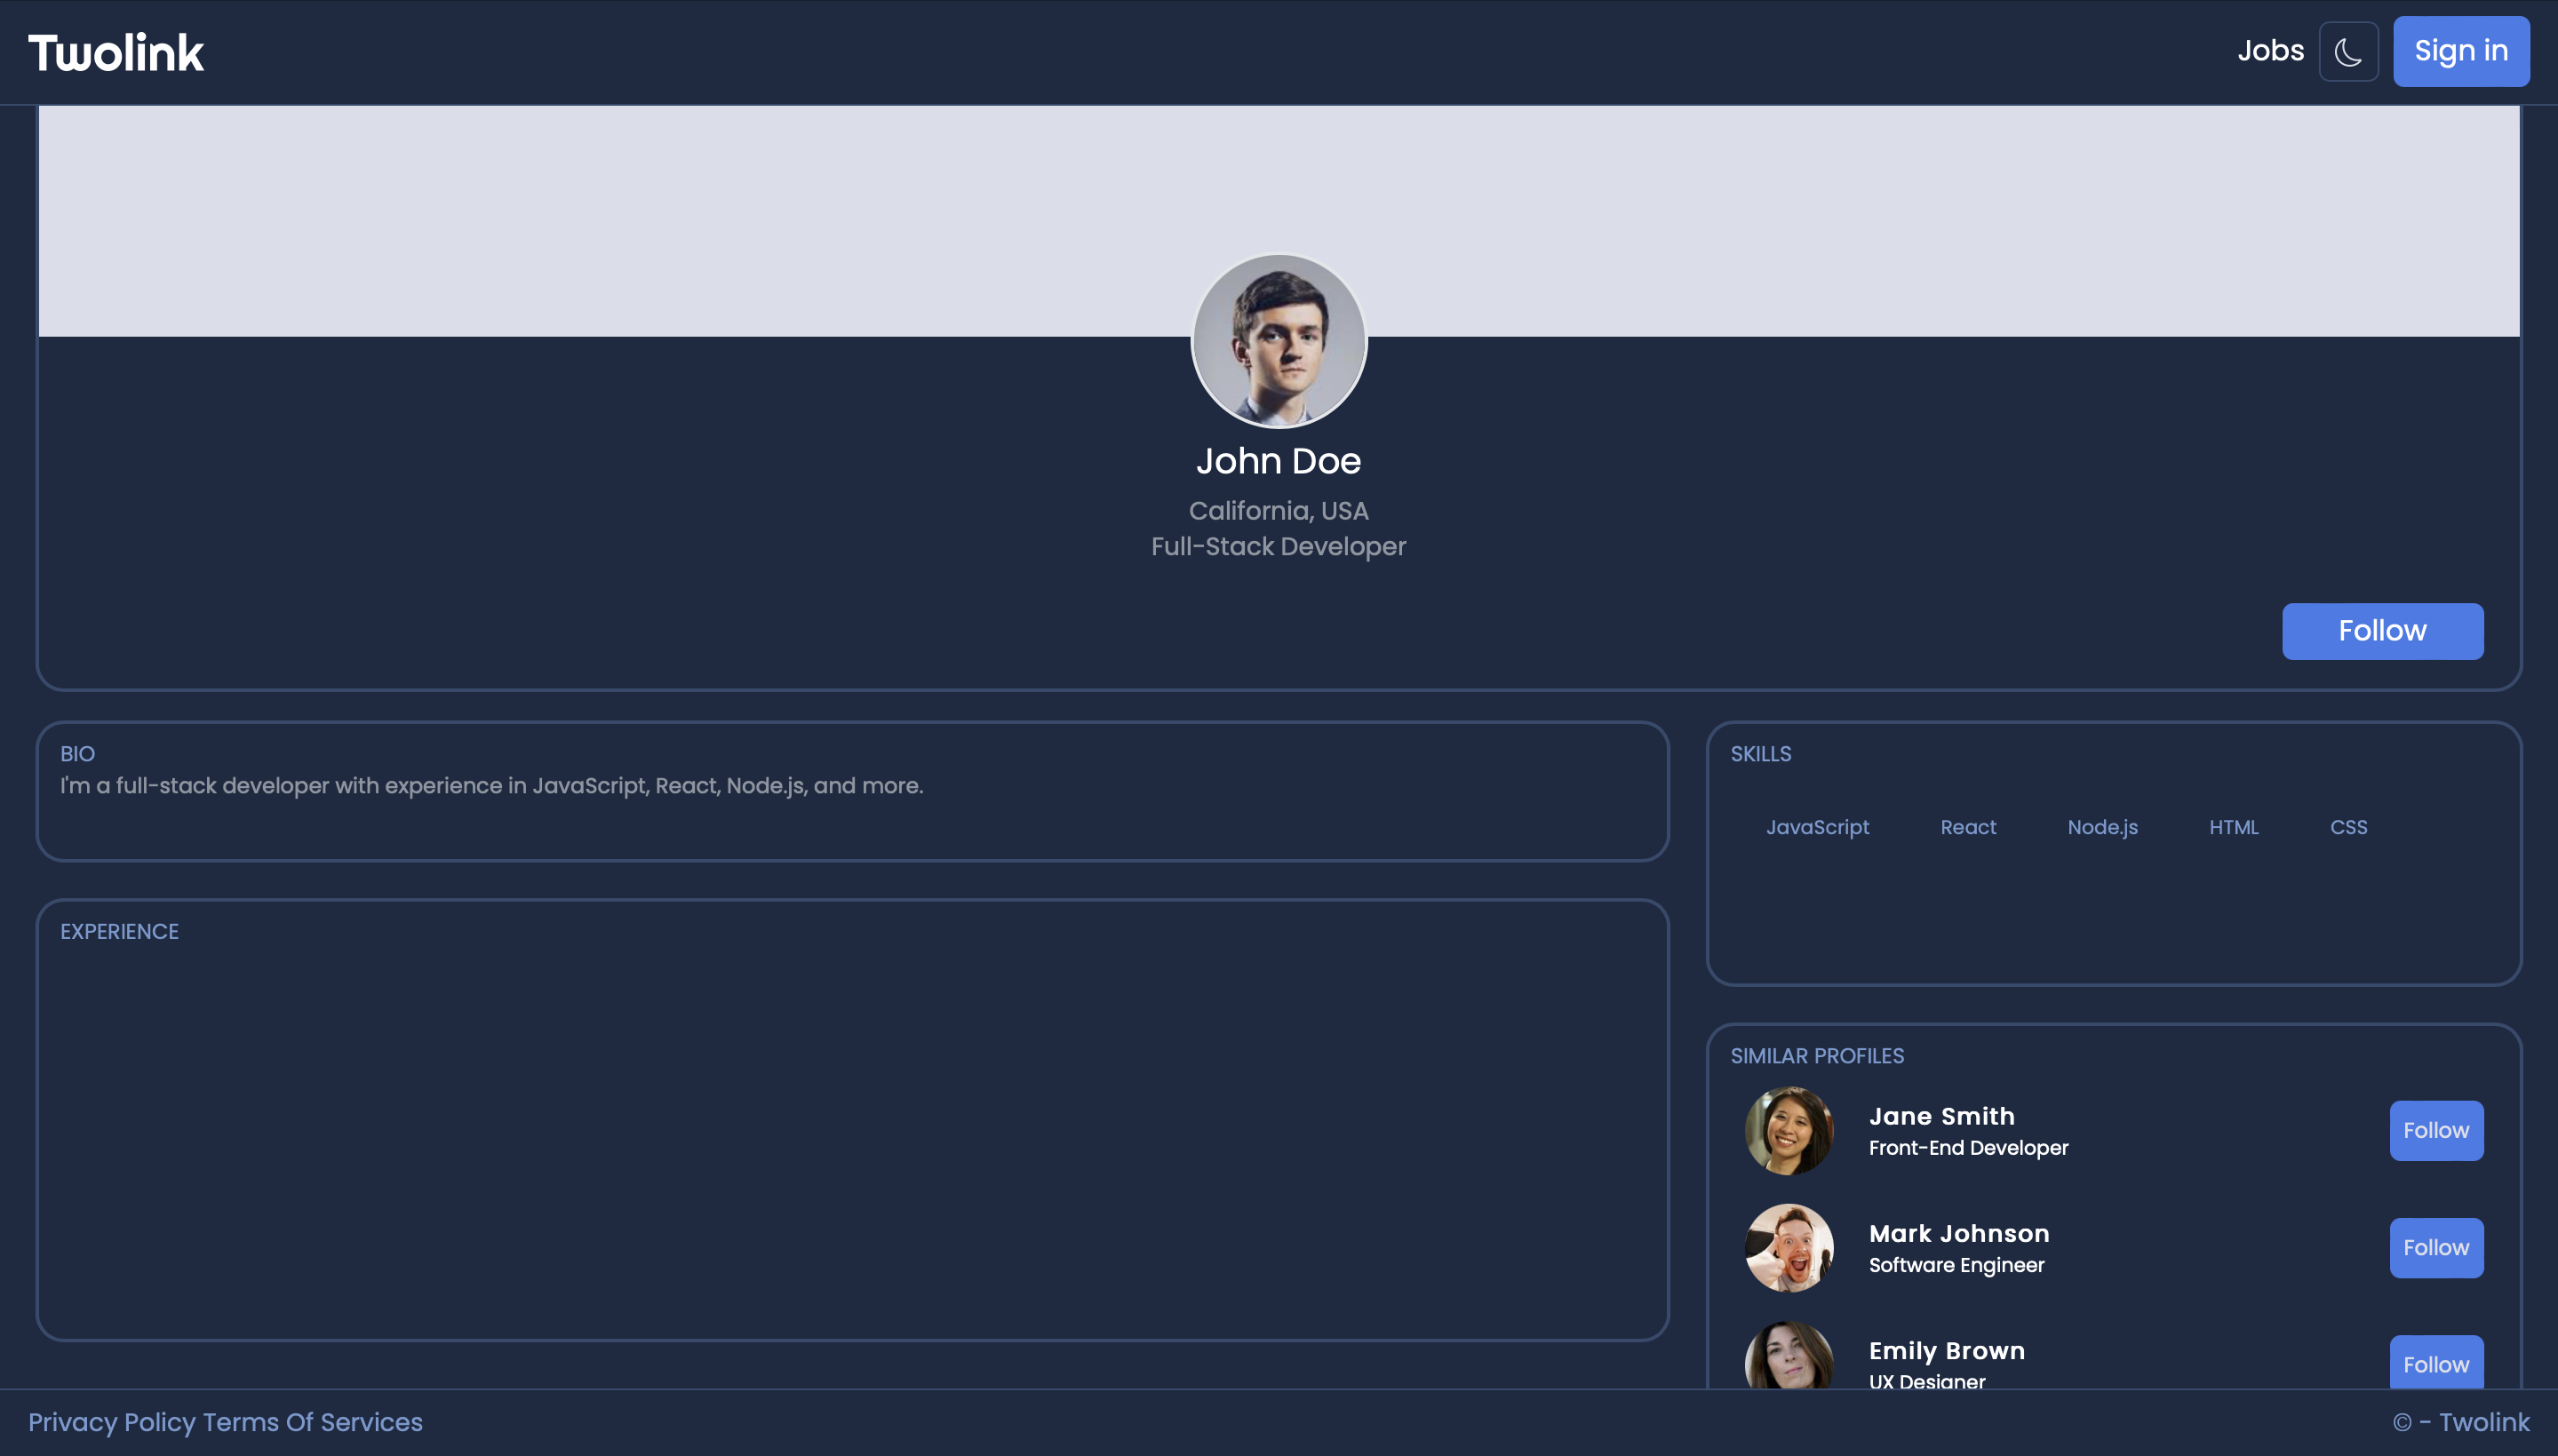 Twolink
Jobs
Sign in
John Doe
California, USA
Full-Stack Developer
Follow
BIO
I'm a full-stack developer with experience in JavaScript, React, Node.js, and more.
EXPERIENCE
SKILLS
JavaScript React Node.js HTML CSS
SIMILAR PROFILES
Jane Smith
Front-End Developer
Follow
Mark Johnson
Software Engineer
Follow
Emily Brown
UX Designer
Follow
Privacy Policy Terms Of Services
© - Twolink